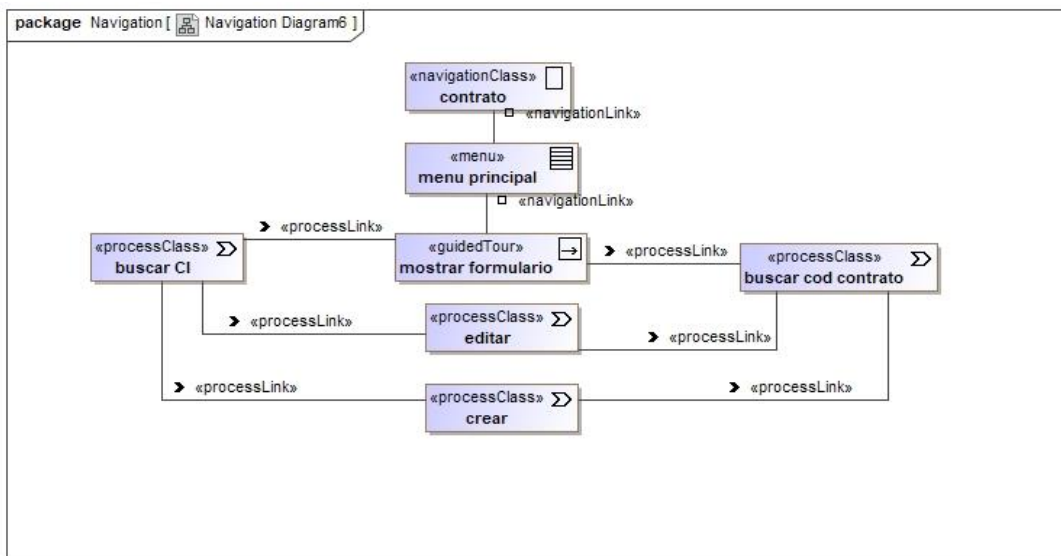 package Navigation [ Navigation Diagram6 ]
«navigationClass»
contrato
«navigationLink»
«menu»
menu principal
«navigationLink»
«processLink»
«processClass»
buscar CI
«guidedTour»
mostrar formulario
«processLink»
«processClass»
buscar cod contrato
«processLink»
«processClass»
editar
«processLink»
«processLink»
«processClass»
crear
«processLink»